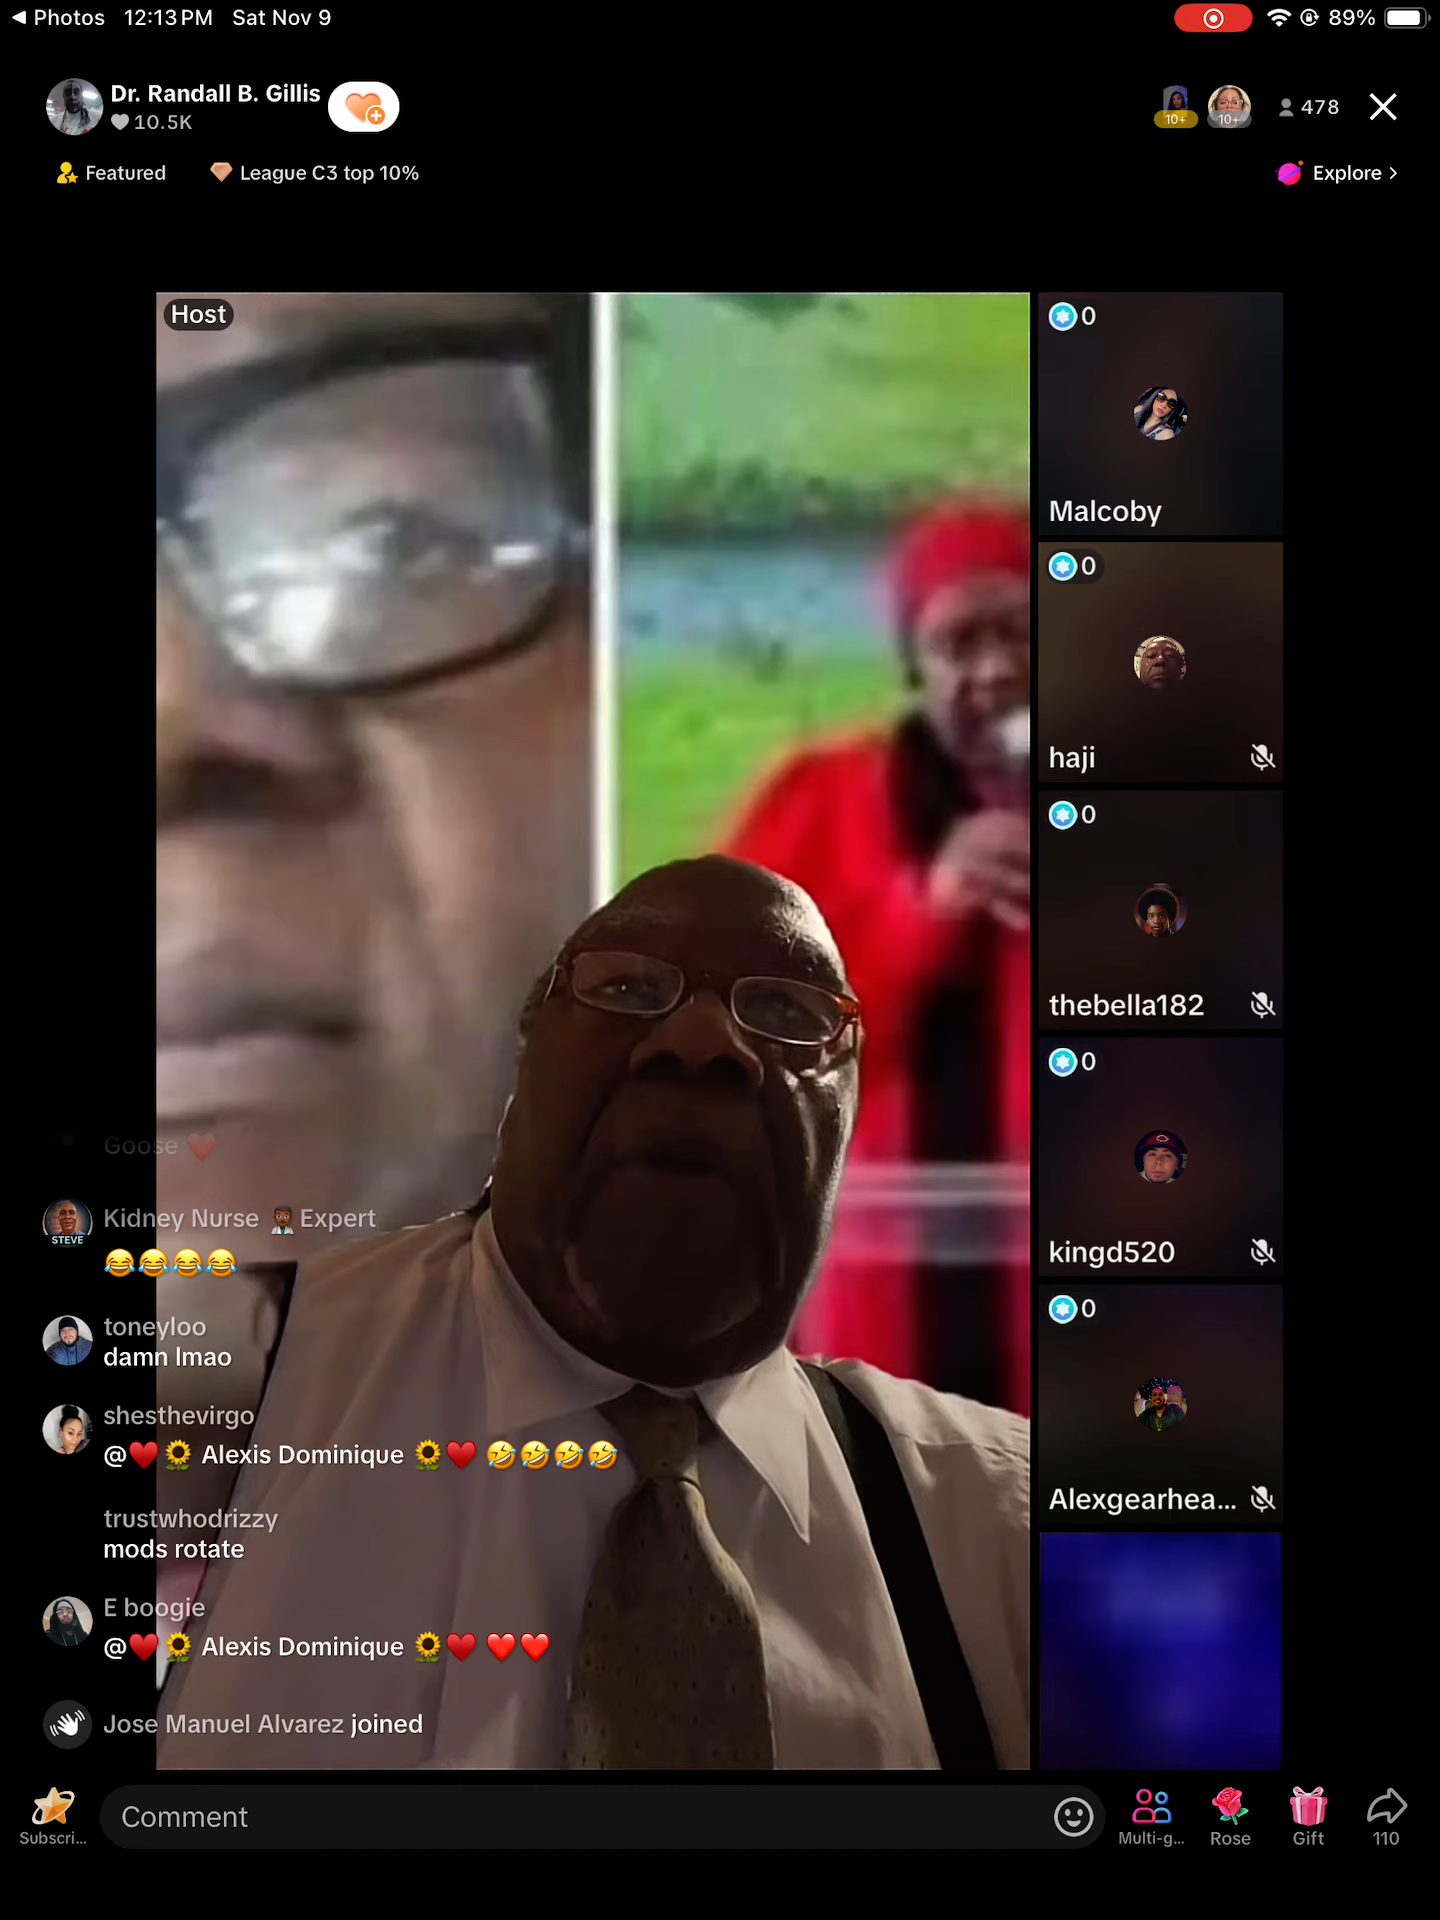 Photos 12:13 PM Sat Nov 9
89%
Dr. Randall B. Gillis
10.5K
10+
10+
478
Featured
League C3 top 10%
Explore
Host
0
Malcoby
0
haji
0
thebella182
0
kingd520
0
Alexgearhea...
Goose ❤️
STEVE
Kidney Nurse 👨🏾‍⚕️Expert
😂😂😂😂
toneyloo
damn lmao
shesthevirgo
@♥️🌻 Alexis Dominique 🌻♥️ 🤣🤣🤣🤣
trustwhodrizzy
mods rotate
E boogie
@♥️🌻 Alexis Dominique 🌻♥️ ❤️❤️
Jose Manuel Alvarez joined
Comment
Subscri...
Multi-g...
Rose
Gift
110